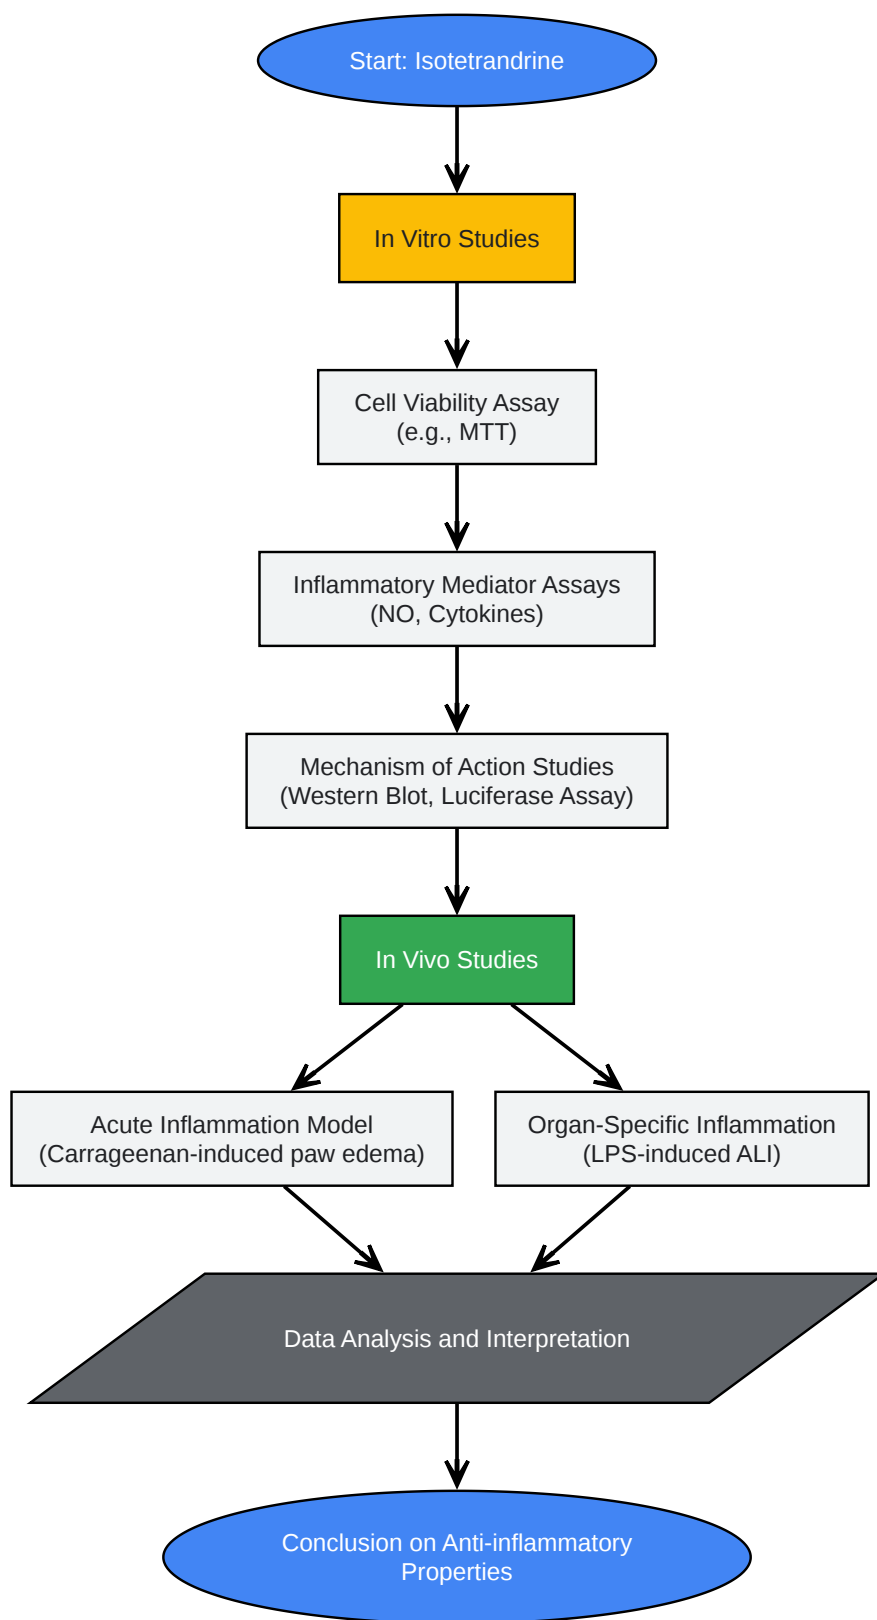 Start: Isotetrandrine
In Vitro Studies
Cell Viability Assay
(e.g., MTT)
Inflammatory Mediator Assays
(NO, Cytokines)
Mechanism of Action Studies
(Western Blot, Luciferase Assay)
In Vivo Studies
Acute Inflammation Model
(Carrageenan-induced paw edema)
Organ-Specific Inflammation
(LPS-induced ALI)
Data Analysis and Interpretation
Conclusion on Anti-inflammatory
Properties